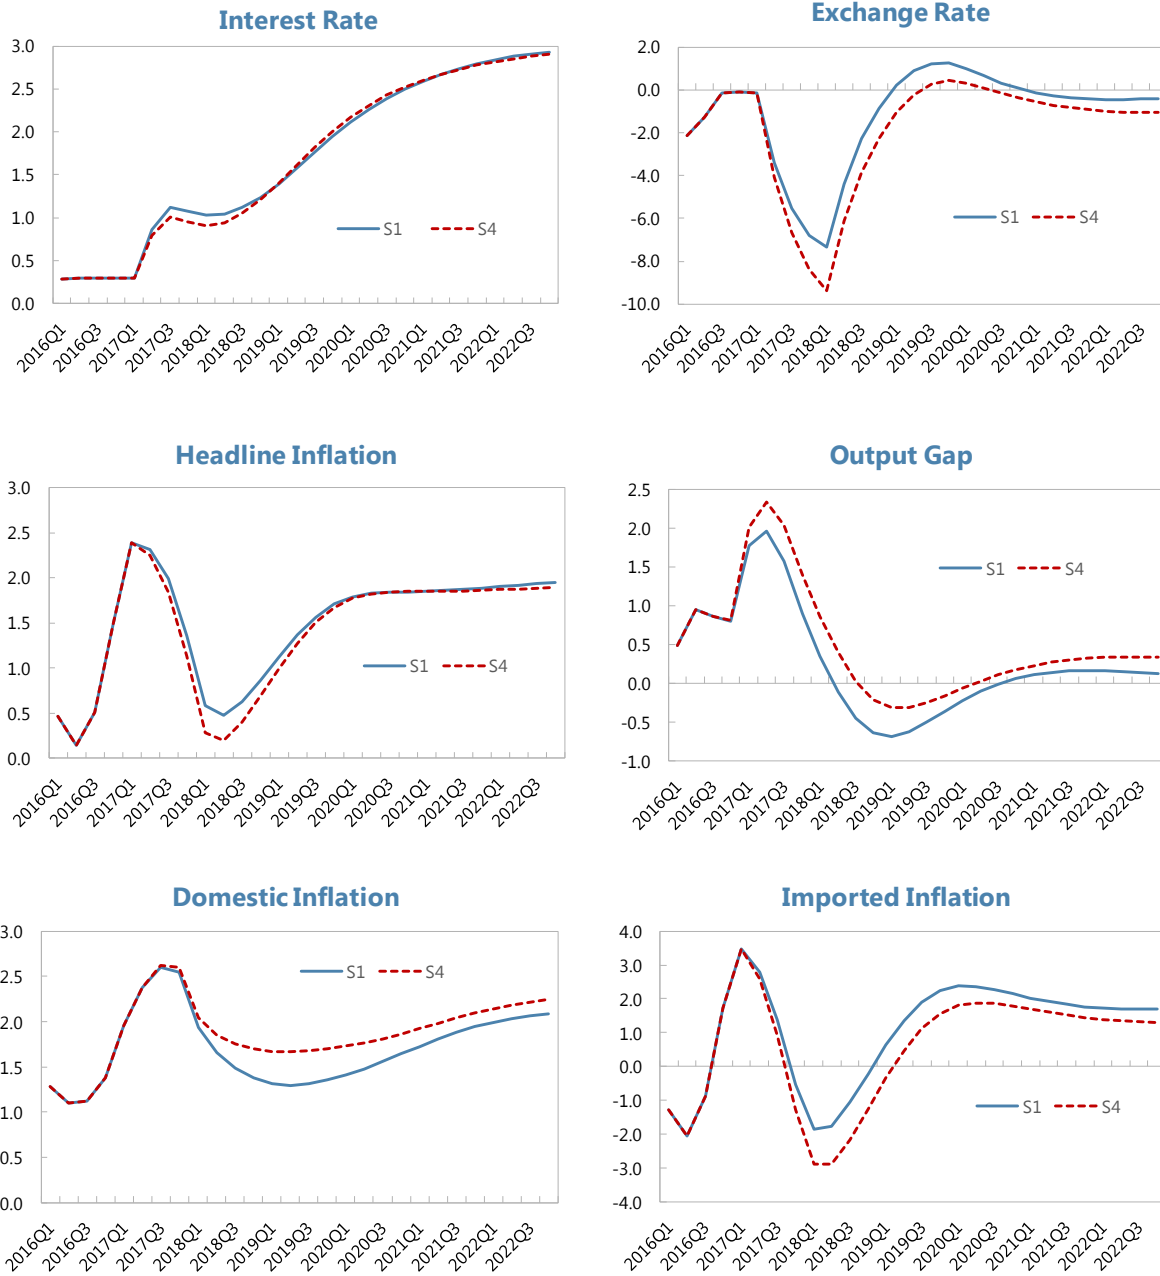 Interest Rate
3.0
2.5
2.0
1.5
1.0
0.5
0.0
S1 S4
2016Q1 2016Q3 2017Q1 2017Q3 2018Q1 2018Q3 2019Q1 2019Q3 2020Q1 2020Q3 2021Q1 2021Q3 2022Q1 2022Q3
Exchange Rate
2.0
0.0
-2.0
-4.0
-6.0
-8.0
-10.0
S1 S4
2016Q1 2016Q3 2017Q1 2017Q3 2018Q1 2018Q3 2019Q1 2019Q3 2020Q1 2020Q3 2021Q1 2021Q3 2022Q1 2022Q3
Headline Inflation
3.0
2.5
2.0
1.5
1.0
0.5
0.0
S1 S4
2016Q1 2016Q3 2017Q1 2017Q3 2018Q1 2018Q3 2019Q1 2019Q3 2020Q1 2020Q3 2021Q1 2021Q3 2022Q1 2022Q3
Output Gap
2.5
2.0
1.5
1.0
0.5
0.0
-0.5
-1.0
S1 S4
2016Q1 2016Q3 2017Q1 2017Q3 2018Q1 2018Q3 2019Q1 2019Q3 2020Q1 2020Q3 2021Q1 2021Q3 2022Q1 2022Q3
Domestic Inflation
3.0
2.5
2.0
1.5
1.0
0.5
0.0
S1 S4
2016Q1 2016Q3 2017Q1 2017Q3 2018Q1 2018Q3 2019Q1 2019Q3 2020Q1 2020Q3 2021Q1 2021Q3 2022Q1 2022Q3
Imported Inflation
4.0
3.0
2.0
1.0
0.0
-1.0
-2.0
-3.0
-4.0
S1 S4
2016Q1 2016Q3 2017Q1 2017Q3 2018Q1 2018Q3 2019Q1 2019Q3 2020Q1 2020Q3 2021Q1 2021Q3 2022Q1 2022Q3